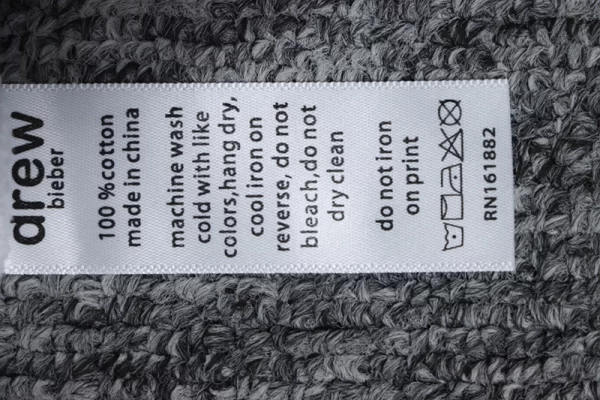 drew
bieber
100 %cotton
made in china
machine wash
cold with like
colors,hang dry,
cool iron on
reverse, do not
bleach,do not
dry clean
do not iron
on print
RN161882